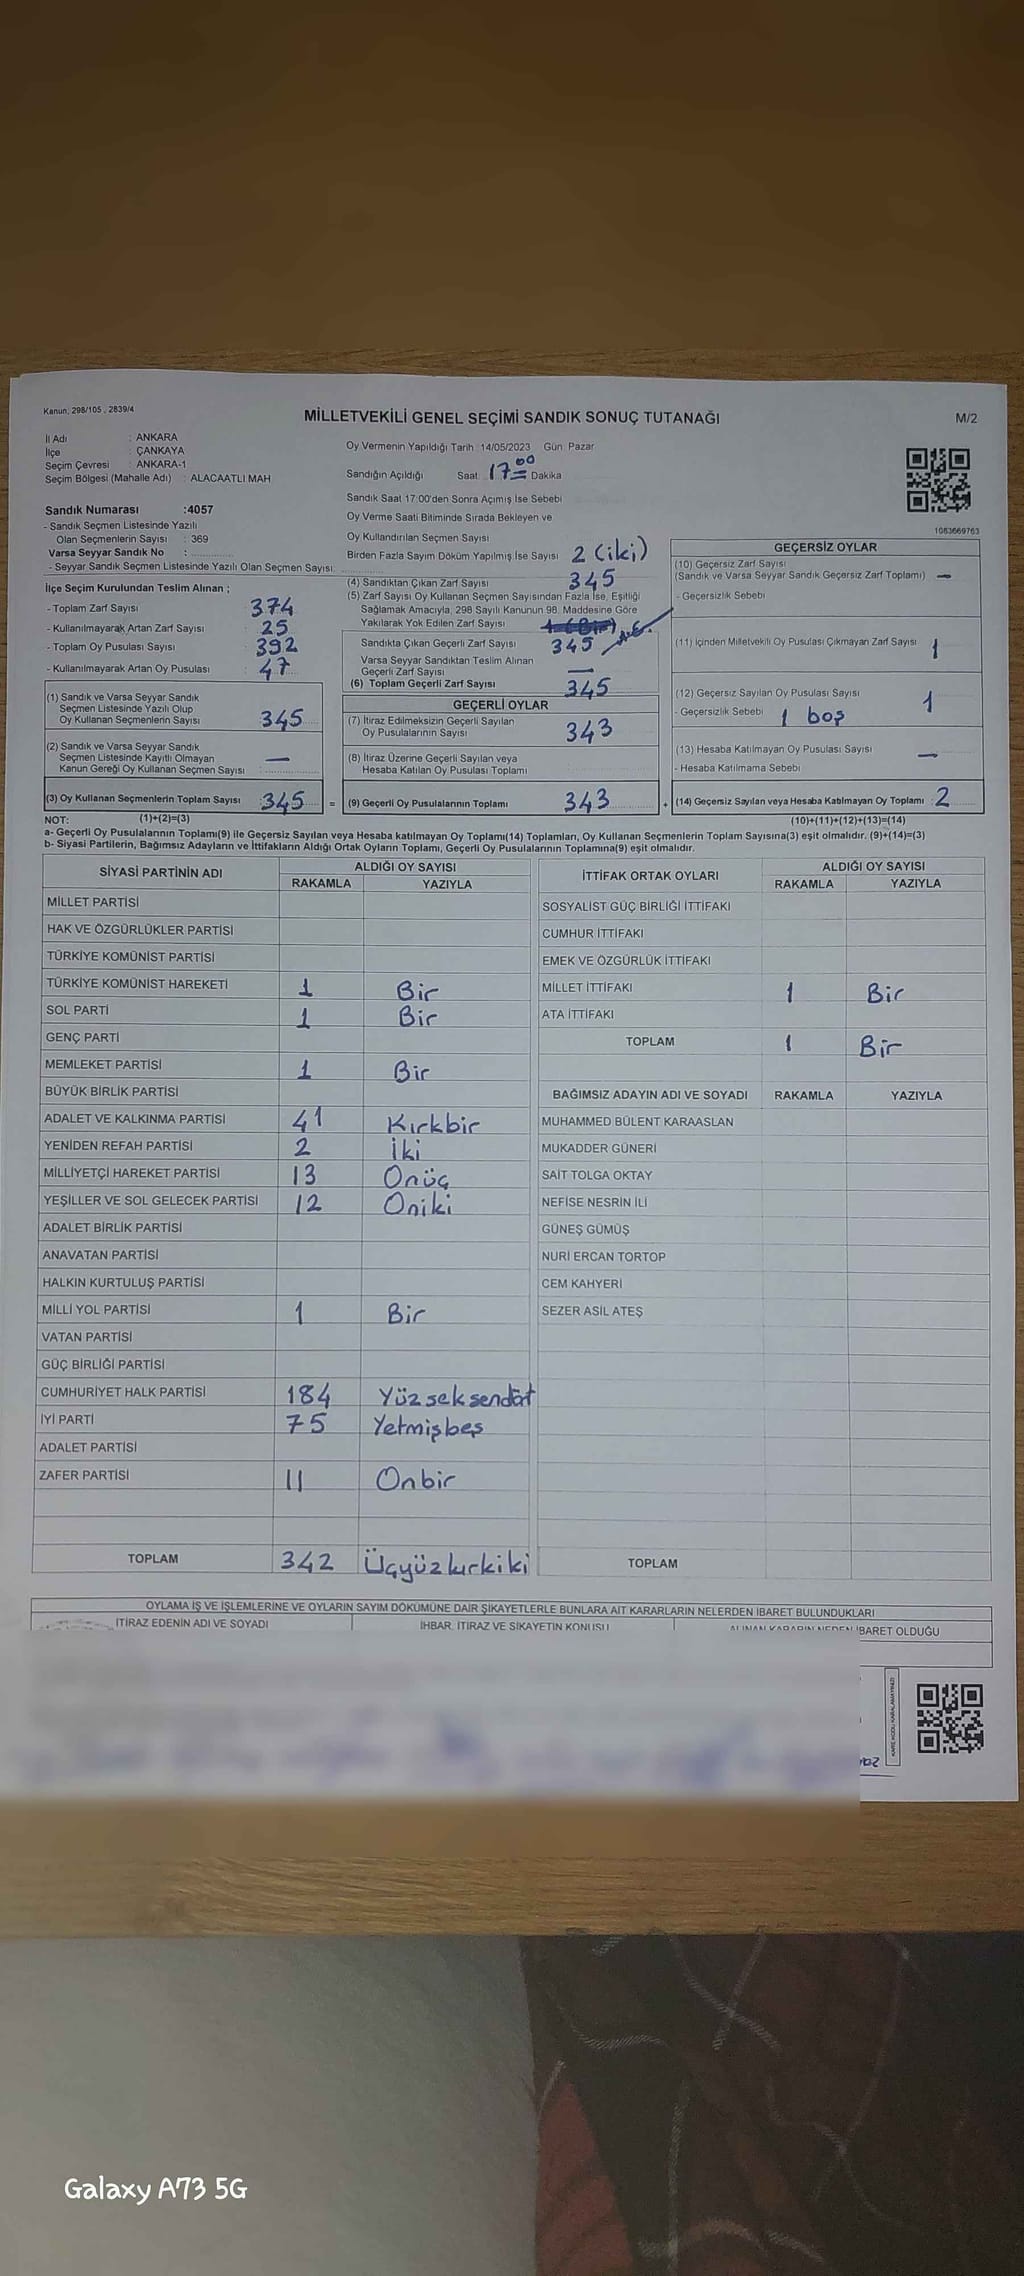 Kanun, 298/105 , 2839/4
MİLLETVEKİLİ GENEL SEÇİMİ SANDIK SONUÇ TUTANAĞI
M/2
İl Adı : ANKARA
İlçe : ÇANKAYA
Seçim Çevresi : ANKARA-1
Seçim Bölgesi (Mahalle Adı) : ALACAATLI MAH
Sandık Numarası :4057
- Sandık Seçmen Listesinde Yazılı
Olan Seçmenlerin Sayısı : 369
Varsa Seyyar Sandık No :
- Seyyar Sandık Seçmen Listesinde Yazılı Olan Seçmen Sayısı:
İlçe Seçim Kurulundan Teslim Alınan ;
- Toplam Zarf Sayısı : 374
- Kullanılmayarak Artan Zarf Sayısı : 25
- Toplam Oy Pusulası Sayısı : 392
- Kullanılmayarak Artan Oy Pusulası : 47
(1) Sandık ve Varsa Seyyar Sandık
Seçmen Listesinde Yazılı Olup
Oy Kullanan Seçmenlerin Sayısı : 345
(2) Sandık ve Varsa Seyyar Sandık
Seçmen Listesinde Kayıtlı Olmayan
Kanun Gereği Oy Kullanan Seçmen Sayısı : —
(3) Oy Kullanan Seçmenlerin Toplam Sayısı : 345 =
Oy Vermenin Yapıldığı Tarih :14/05/2023 Gün: Pazar
Sandığın Açıldığı Saat: 17 00 Dakika
Sandık Saat 17:00'den Sonra Açımış İse Sebebi
Oy Verme Saati Bitiminde Sırada Bekleyen ve
Oy Kullandırılan Seçmen Sayısı
Birden Fazla Sayım Döküm Yapılmış İse Sayısı 2 (iki)
(4) Sandıktan Çıkan Zarf Sayısı 345
(5) Zarf Sayısı Oy Kullanan Seçmen Sayısından Fazla İse, Eşitliği
Sağlamak Amacıyla, 298 Sayılı Kanunun 98. Maddesine Göre
Yakılarak Yok Edilen Zarf Sayısı 1 (Bir)
Sandıkta Çıkan Geçerli Zarf Sayısı 345
Varsa Seyyar Sandıktan Teslim Alınan
Geçerli Zarf Sayısı —
(6) Toplam Geçerli Zarf Sayısı 345
GEÇERLİ OYLAR
(7) İtiraz Edilmeksizin Geçerli Sayılan
Oy Pusulalarının Sayısı 343
(8) İtiraz Üzerine Geçerli Sayılan veya
Hesaba Katılan Oy Pusulası Toplamı
(9) Geçerli Oy Pusulalarının Toplamı 343 +
1083669763
GEÇERSİZ OYLAR
(10) Geçersiz Zarf Sayısı
(Sandık ve Varsa Seyyar Sandık Geçersiz Zarf Toplamı) —
- Geçersizlik Sebebi
(11) İçinden Milletvekili Oy Pusulası Çıkmayan Zarf Sayısı 1
(12) Geçersiz Sayılan Oy Pusulası Sayısı 1
- Geçersizlik Sebebi 1 boş
(13) Hesaba Katılmayan Oy Pusulası Sayısı —
- Hesaba Katılmama Sebebi
(14) Geçersiz Sayılan veya Hesaba Katılmayan Oy Toplamı 2
NOT: (1)+(2)=(3) (10)+(11)+(12)+(13)=(14)
a- Geçerli Oy Pusulalarının Toplamı(9) ile Geçersiz Sayılan veya Hesaba katılmayan Oy Toplamı(14) Toplamları, Oy Kullanan Seçmenlerin Toplam Sayısına(3) eşit olmalıdır. (9)+(14)=(3)
b- Siyasi Partilerin, Bağımsız Adayların ve İttifakların Aldığı Ortak Oyların Toplamı, Geçerli Oy Pusulalarının Toplamına(9) eşit olmalıdır.
SİYASİ PARTİNİN ADI ALDIĞI OY SAYISI
RAKAMLA YAZIYLA
MİLLET PARTİSİ
HAK VE ÖZGÜRLÜKLER PARTİSİ
TÜRKİYE KOMÜNİST PARTİSİ
TÜRKİYE KOMÜNİST HAREKETİ 1 Bir
SOL PARTİ 1 Bir
GENÇ PARTİ
MEMLEKET PARTİSİ 1 Bir
BÜYÜK BİRLİK PARTİSİ
ADALET VE KALKINMA PARTİSİ 41 Kırkbir
YENİDEN REFAH PARTİSİ 2 İki
MİLLİYETÇİ HAREKET PARTİSİ 13 Onüç
YEŞİLLER VE SOL GELECEK PARTİSİ 12 Oniki
ADALET BİRLİK PARTİSİ
ANAVATAN PARTİSİ
HALKIN KURTULUŞ PARTİSİ
MİLLİ YOL PARTİSİ 1 Bir
VATAN PARTİSİ
GÜÇ BİRLİĞİ PARTİSİ
CUMHURİYET HALK PARTİSİ 184 Yüzseksendört
İYİ PARTİ 75 Yetmişbeş
ADALET PARTİSİ
ZAFER PARTİSİ 11 Onbir
TOPLAM 342 Üçyüzkırkiki
İTTİFAK ORTAK OYLARI ALDIĞI OY SAYISI
RAKAMLA YAZIYLA
SOSYALİST GÜÇ BİRLİĞİ İTTİFAKI
CUMHUR İTTİFAKI
EMEK VE ÖZGÜRLÜK İTTİFAKI
MİLLET İTTİFAKI 1 Bir
ATA İTTİFAKI
TOPLAM 1 Bir
BAĞIMSIZ ADAYIN ADI VE SOYADI RAKAMLA YAZIYLA
MUHAMMED BÜLENT KARAASLAN
MUKADDER GÜNERİ
SAİT TOLGA OKTAY
NEFİSE NESRİN İLİ
GÜNEŞ GÜMÜŞ
NURİ ERCAN TORTOP
CEM KAHYERİ
SEZER ASİL ATEŞ
TOPLAM
OYLAMA İŞ VE İŞLEMLERİNE VE OYLARIN SAYIM DÖKÜMÜNE DAİR ŞİKAYETLERLE BUNLARA AİT KARARLARIN NELERDEN İBARET BULUNDUKLARI
İTİRAZ EDENİN ADI VE SOYADI İHBAR, İTİRAZ VE ŞİKAYETİN KONUSU ALINAN KARARIN NEDEN İBARET OLDUĞU
KARE KODU KARALAMAYINIZ!
Galaxy A73 5G